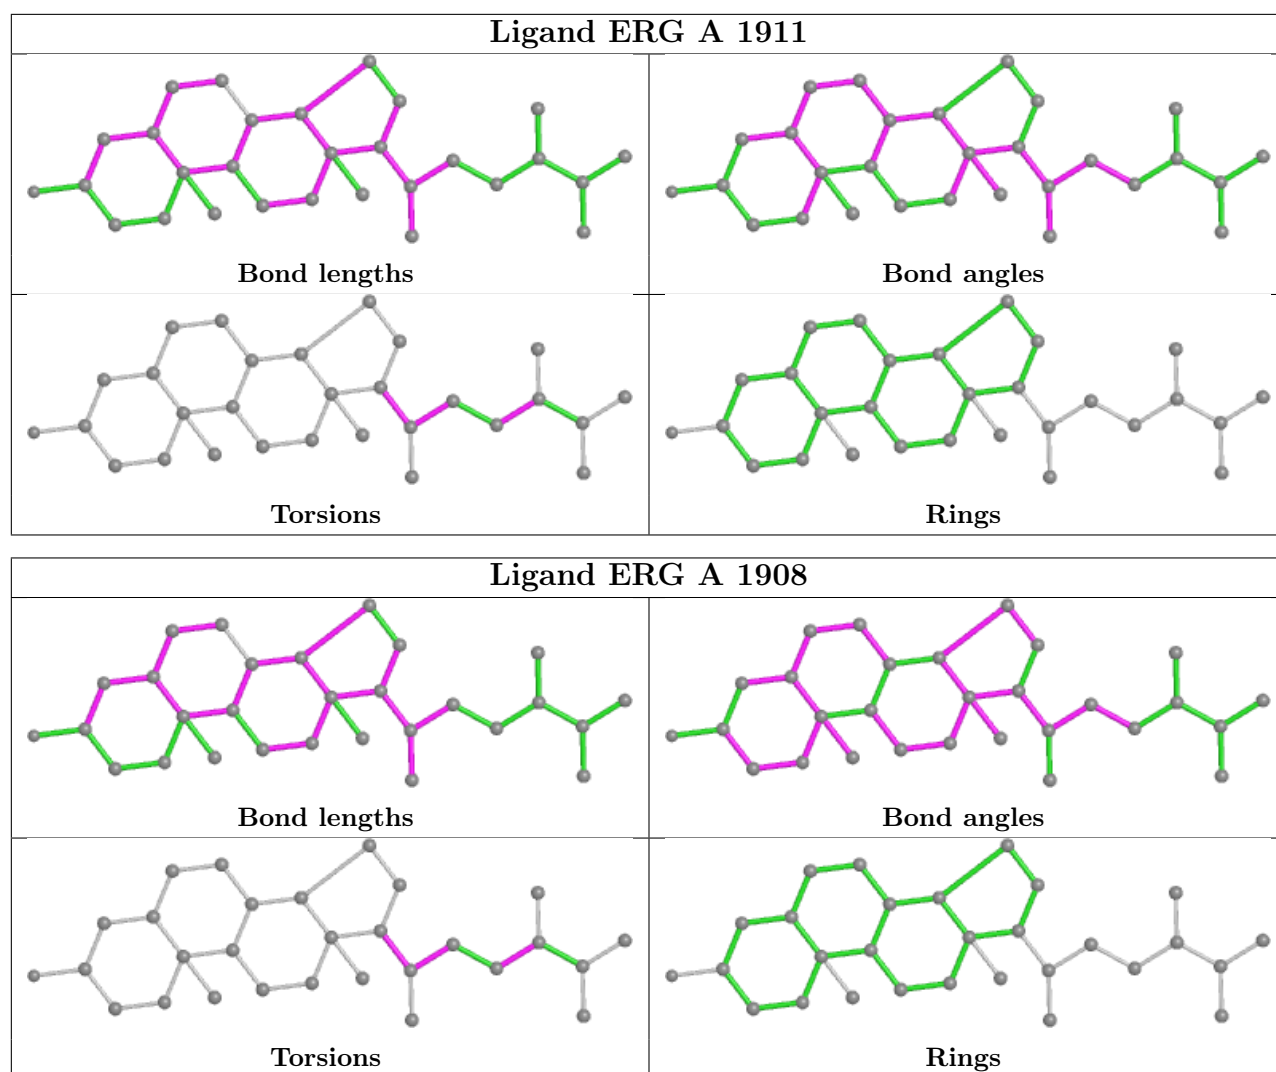 Ligand ERG A 1911
Bond lengths
Bond angles
Torsions
Rings
Ligand ERG A 1908
Bond lengths
Bond angles
Torsions
Rings